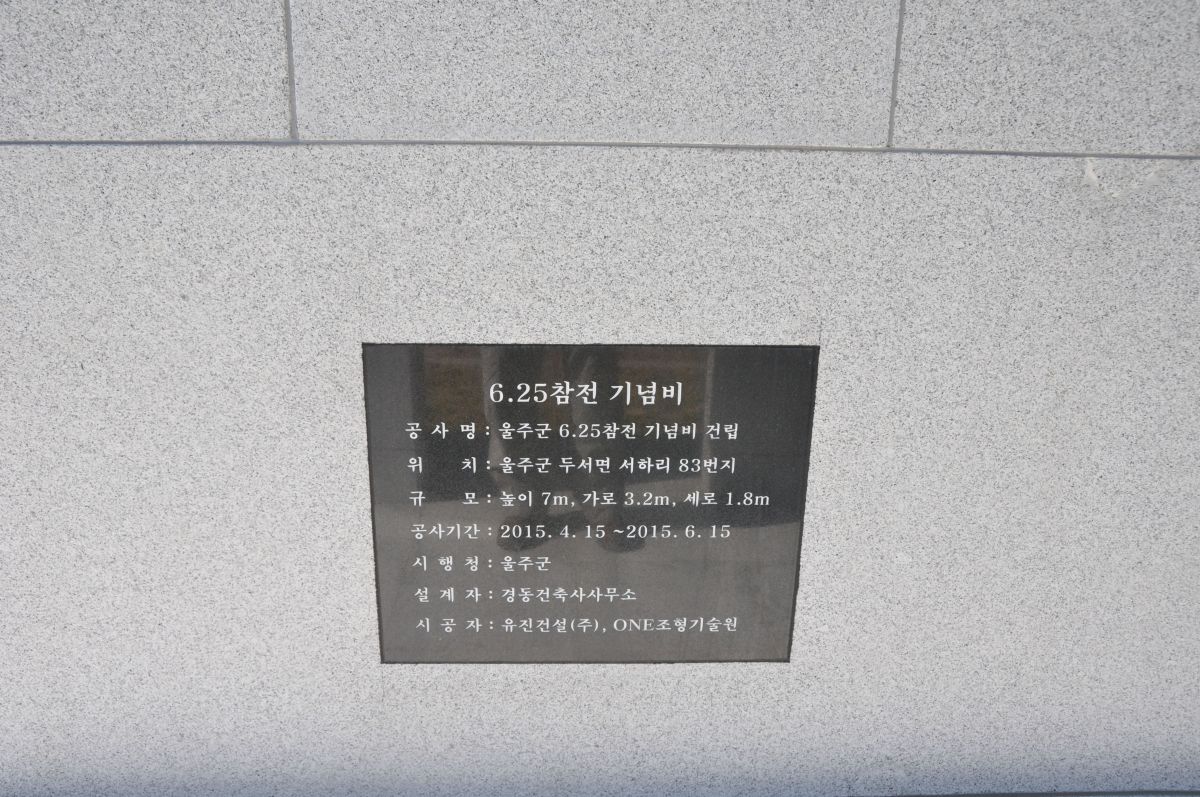 6.25참전 기념비
공 사 명 : 울주군 6.25참전 기념비 건립
위 치 : 울주군 두서면 서하리 83번지
규 모 : 높이 7m, 가로 3.2m, 세로 1.8m
공사기간 : 2015. 4. 15 ~2015. 6. 15
시 행 청 : 울주군
설 계 자 : 경동건축사사무소
시 공 자 : 유진건설(주), ONE조형기술원